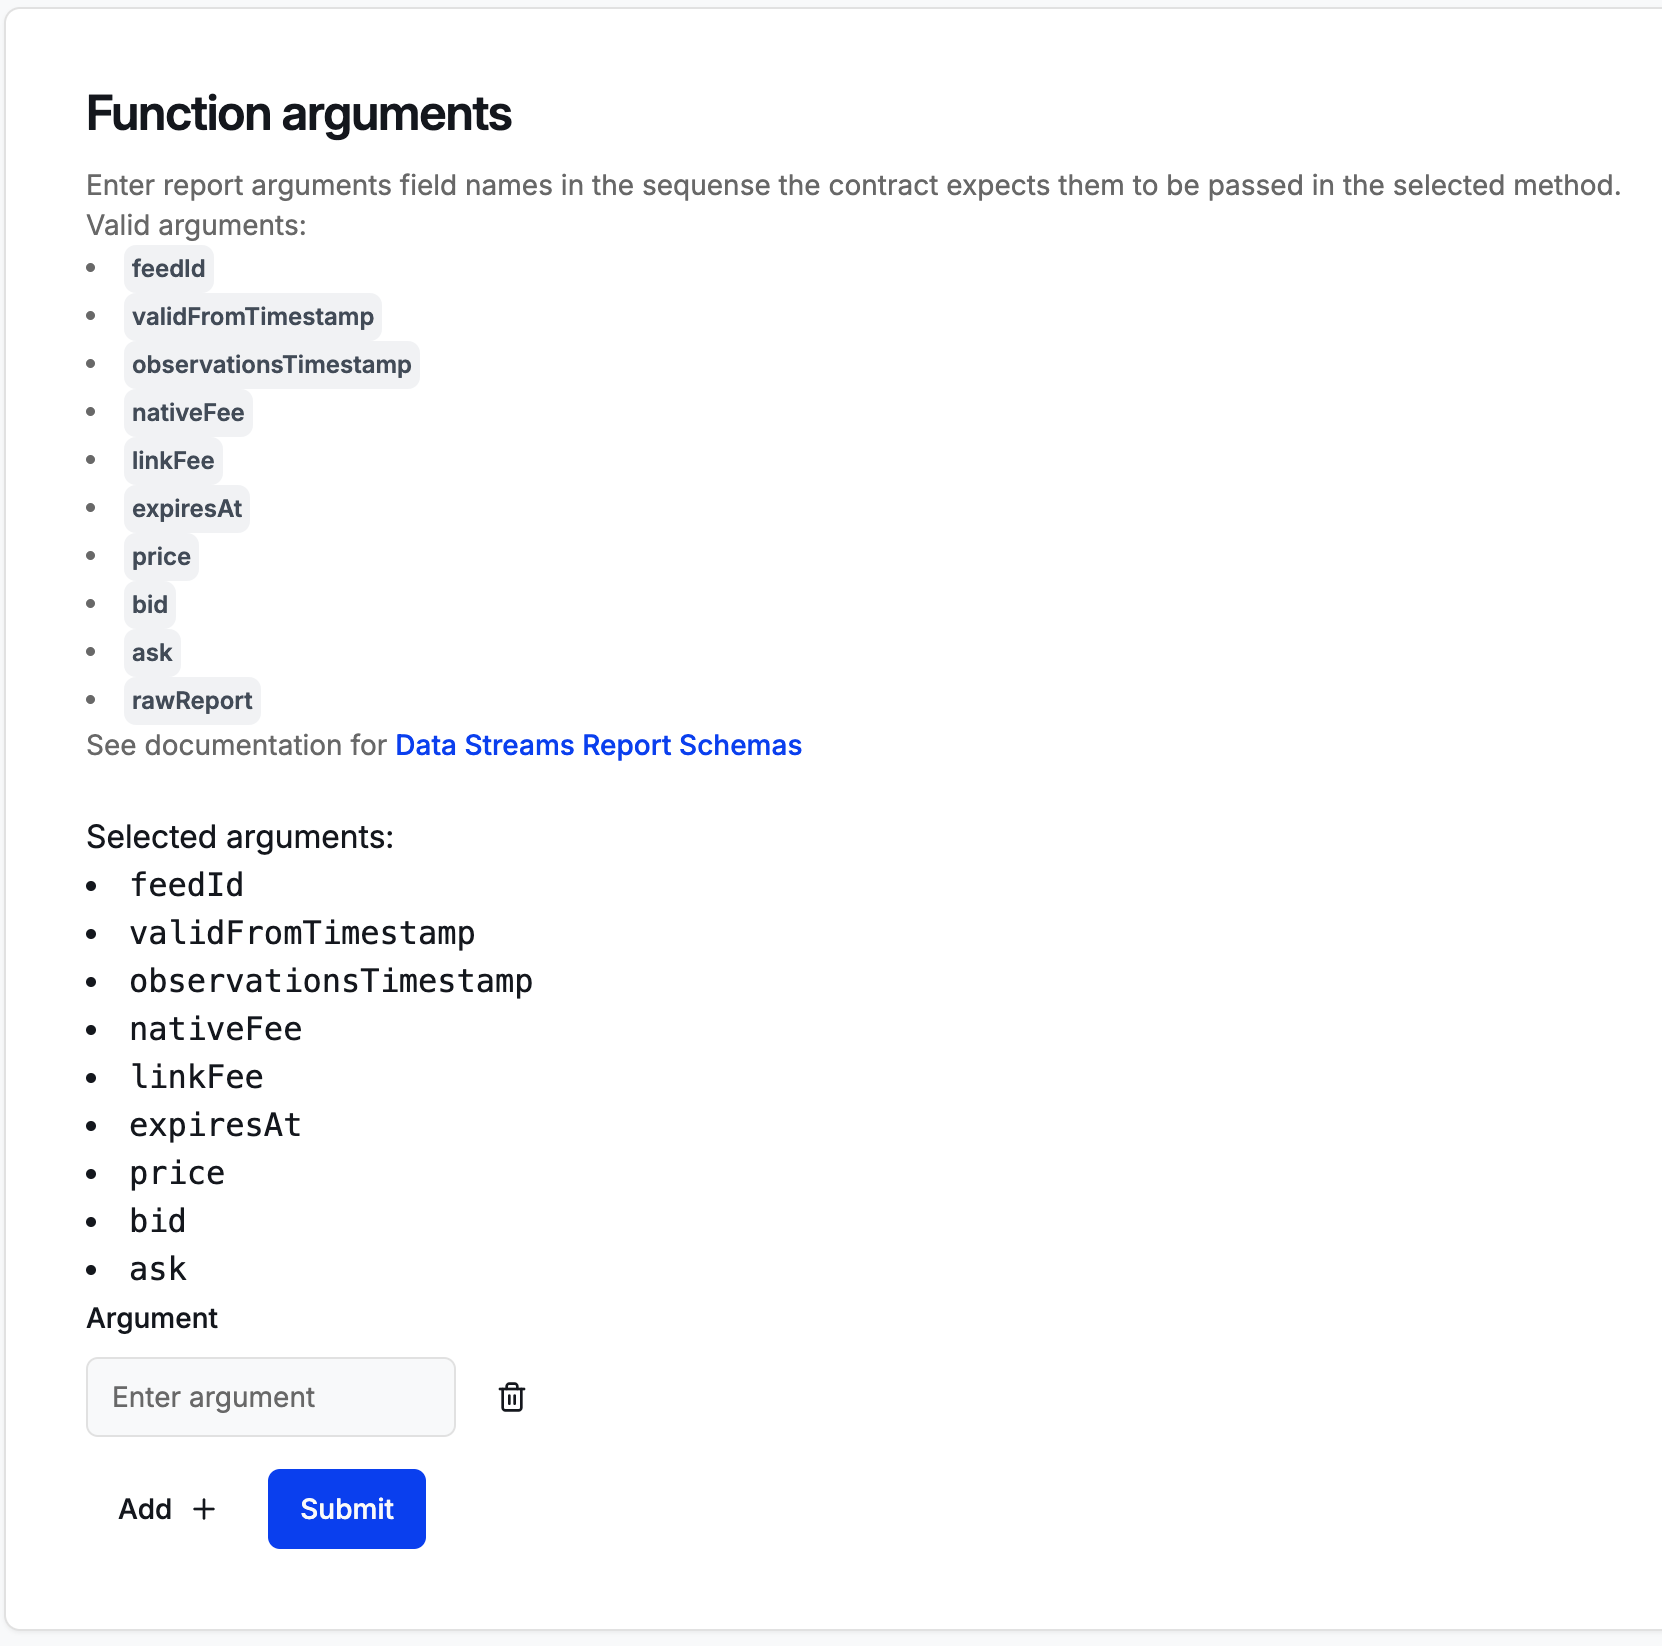 Function arguments
Enter report arguments field names in the sequense the contract expects them to be passed in the selected method.
Valid arguments:
• feedId
• validFromTimestamp
• observationsTimestamp
• nativeFee
• linkFee
• expiresAt
• price
• bid
• ask
• rawReport
See documentation for Data Streams Report Schemas
Selected arguments:
• feedId
• validFromTimestamp
• observationsTimestamp
• nativeFee
• linkFee
• expiresAt
• price
• bid
• ask
Argument
Enter argument
Add + Submit